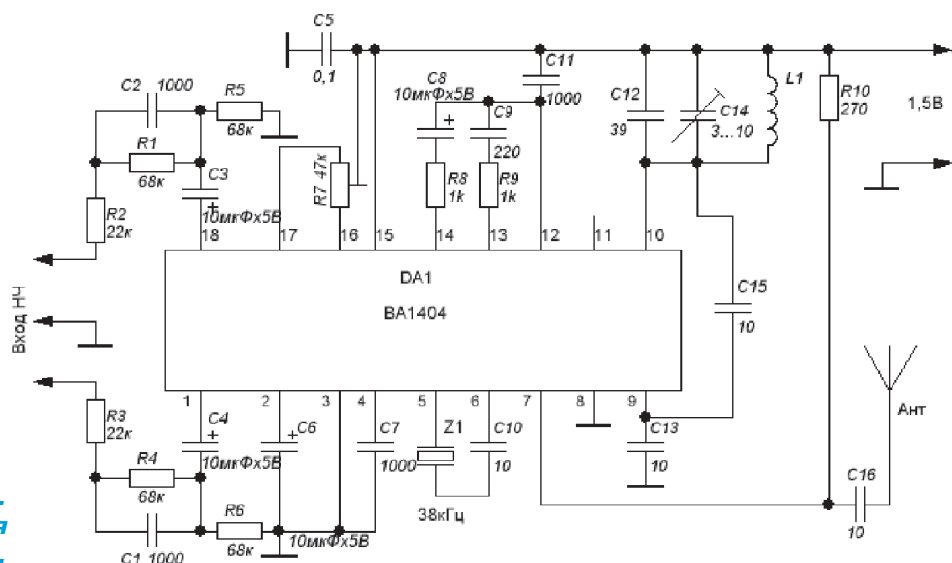 C5
0,1
C2 1000
R5
68к
R1
68к
C3
10мкФх5В
R2
22к
R7 47к
C8
10мкФх5В
C9
220
R8
1k
R9
1k
C11
1000
C12
39
C14
3...10
L1
R10
270
1,5В
18 17 16 15 14 13 12 11 10
DA1
BA1404
Вход НЧ
C15
10
1 2 3 4 5 6 7 8 9
R3
22к
C4
10мкФх5В
C6
10мкФх5В
C7
1000
Z1
38кГц
C10
10
C13
10
Ант
C16
10
R4
68к
R6
68к
C1 1000
я